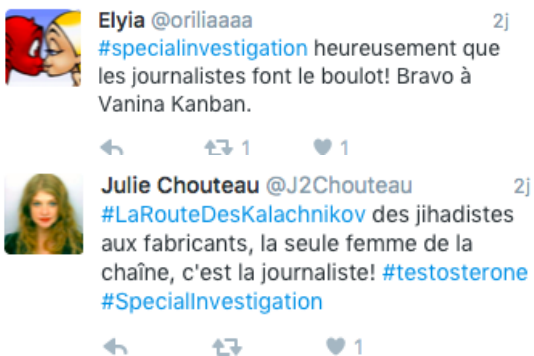 Elyia @oriliaaaa 2j
#specialinvestigation heureusement que
les journalistes font le boulot! Bravo à
Vanina Kanban.
1 1
Julie Chouteau @J2Chouteau 2j
#LaRouteDesKalachnikov des jihadistes
aux fabricants, la seule femme de la
chaîne, c'est la journaliste! #testosterone
#SpecialInvestigation
1